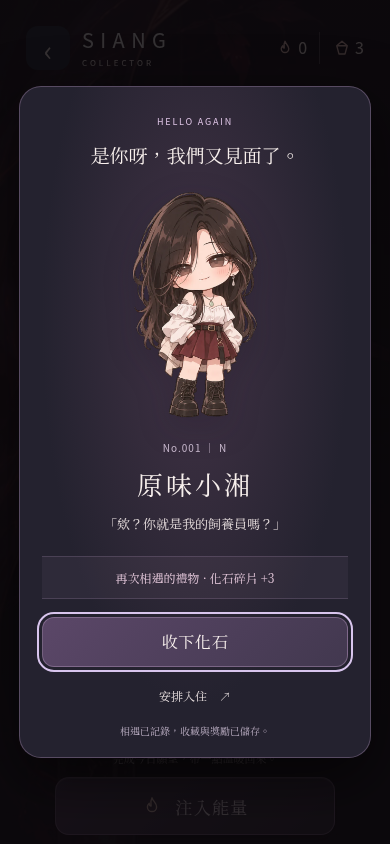 SIANG
COLLECTOR
0
3
HELLO AGAIN
是你呀，我們又見面了。
No.001 | N
原味小湘
「欸？你就是我的飼養員嗎？」
再次相遇的禮物 · 化石碎片 +3
收下化石
安排入住 ↗
相遇已記錄，收藏與獎勵已儲存。
注入能量